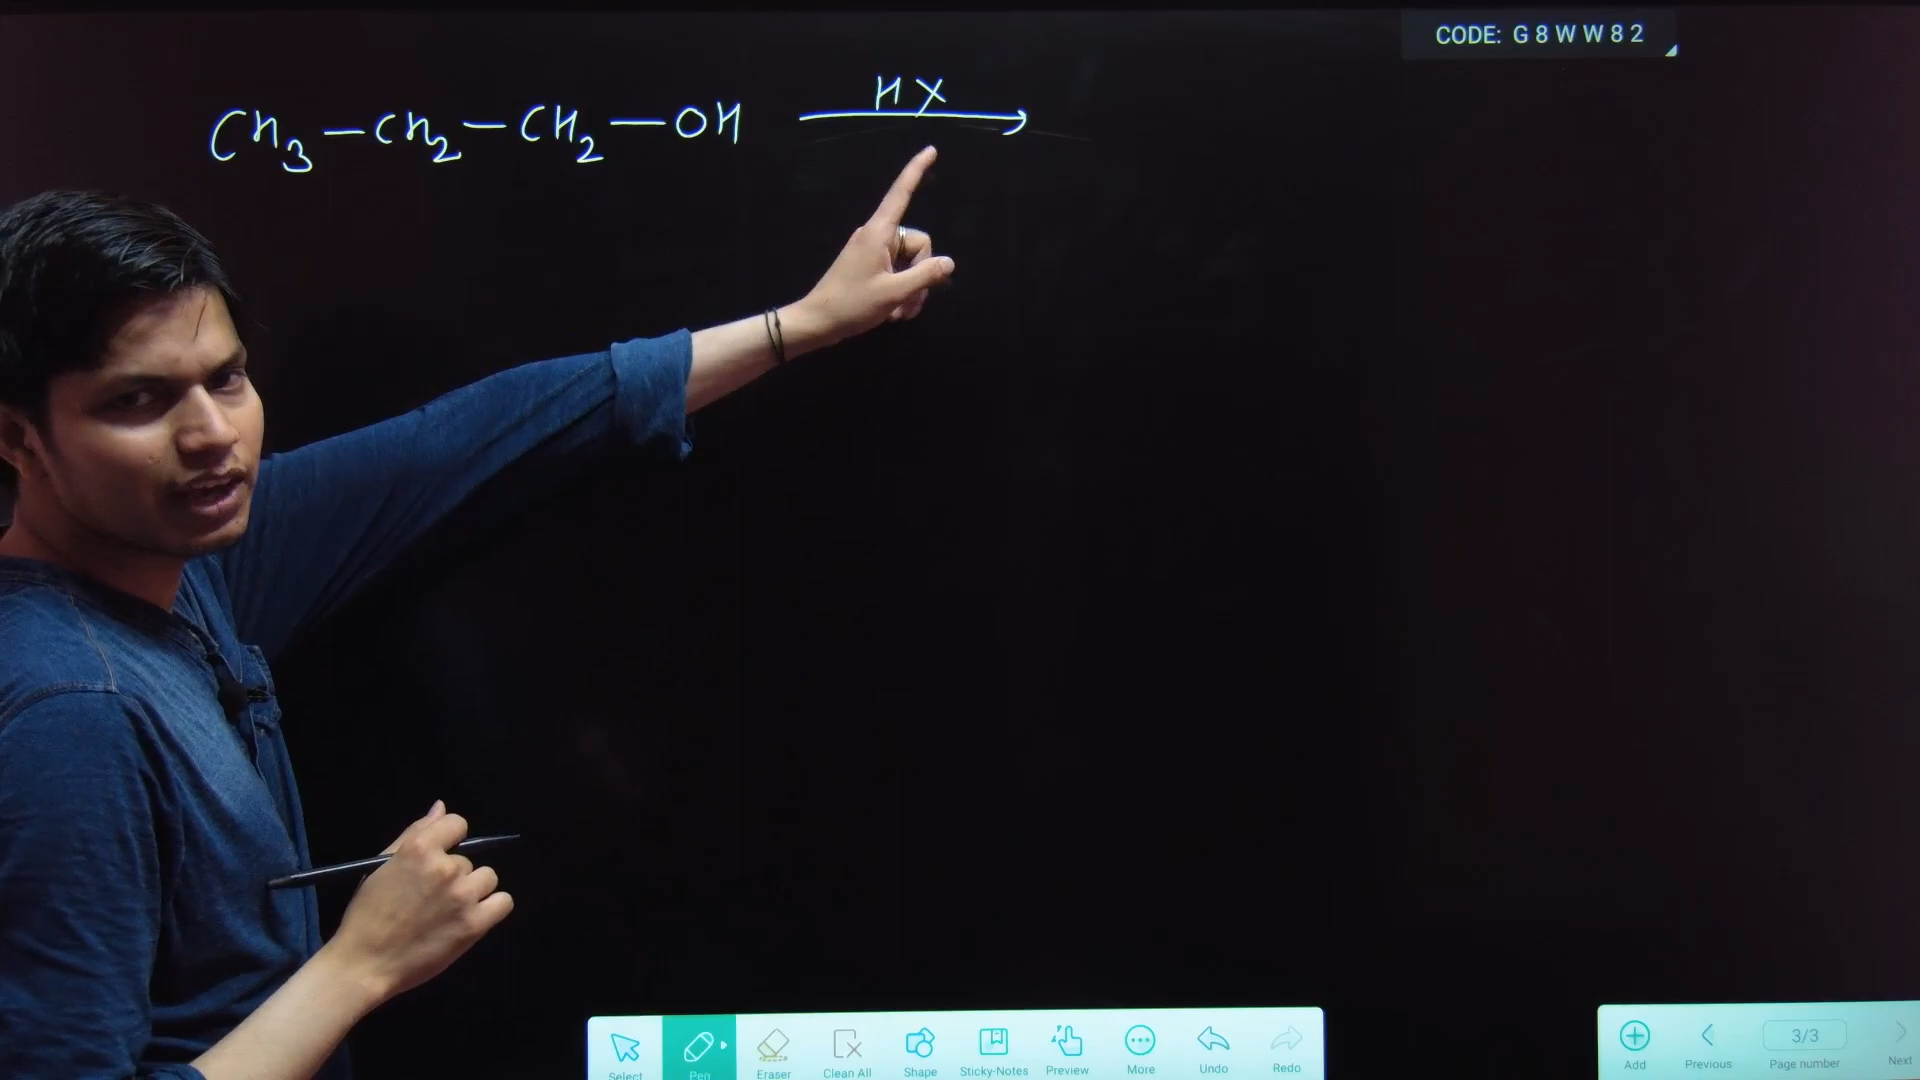 CODE: G8WW82
HX
CH3-CH2-CH2-OH
Select Pen Eraser Clean All Shape Sticky-Notes Preview More Undo Redo
Add Previous 3/3 Page number Next